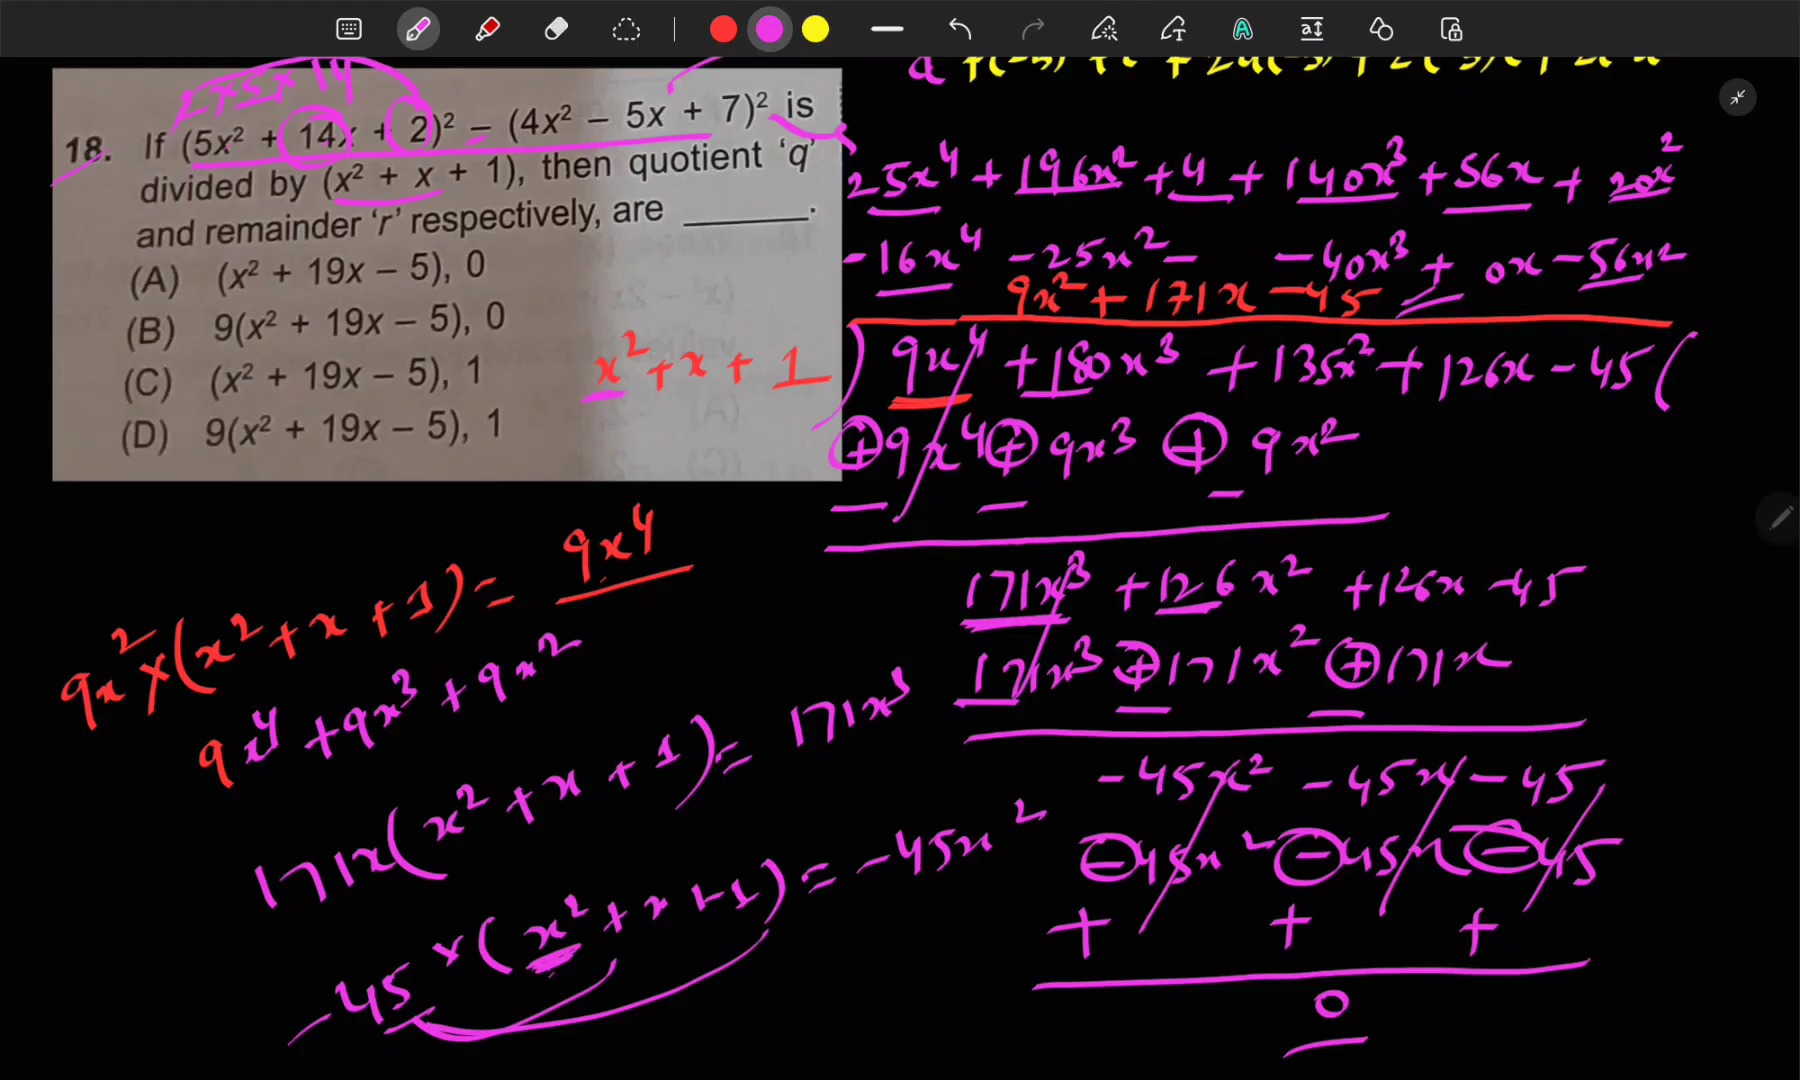 18. If (5x² + 14x + 2)² – (4x² – 5x + 7)² is
divided by (x² + x + 1), then quotient ‘q’
and remainder ‘r’ respectively, are ______.
(A) (x² + 19x – 5), 0
(B) 9(x² + 19x – 5), 0
(C) (x² + 19x – 5), 1
(D) 9(x² + 19x – 5), 1
25x⁴ + 196x² + 4 + 140x³ + 56x + 20x²
-16x⁴ - 25x² - - 40x³ + 0x - 56x²
9x² + 171x - 45
x² + x + 1 ) 9x⁴ + 180x³ + 135x² + 126x - 45 (
+ 9x⁴ + 9x³ + 9x²
− − −
171x³ + 126x² + 126x - 45
171x³ + 171x² + 171x
− −
-45x² - 45x - 45
- 45x² - 45x - 45
+ + +
0
9x² × (x² + x + 1) = 9x⁴
9x⁴ + 9x³ + 9x²
171x(x² + x + 1) = 171x³
-45 × (x² + x + 1) = -45x²